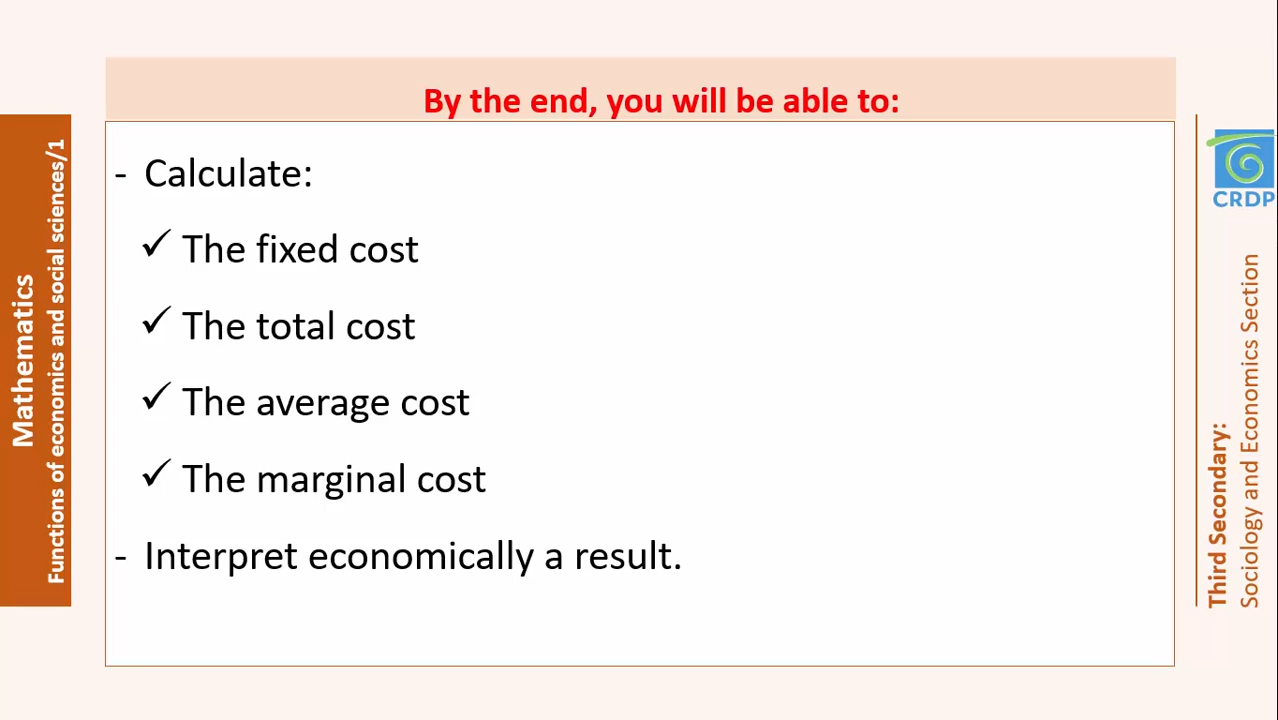 By the end, you will be able to:
- Calculate:
✓ The fixed cost
✓ The total cost
✓ The average cost
✓ The marginal cost
- Interpret economically a result.
Mathematics
Functions of economics and social sciences/1
CRDP
Third Secondary:
Sociology and Economics Section